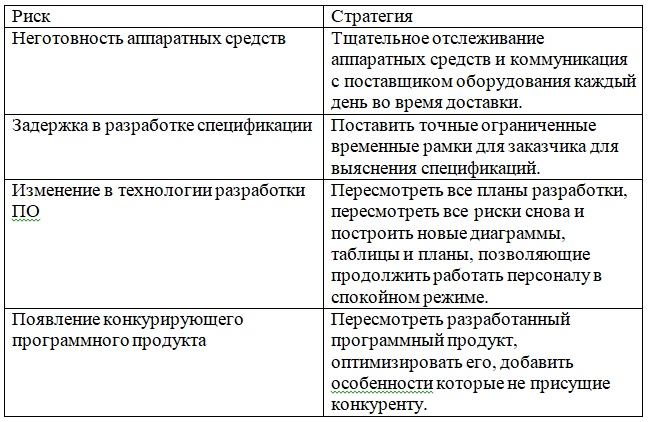 Риск
Стратегия
Неготовность аппаратных средств
Тщательное отслеживание
аппаратных средств и коммуникация
с поставщиком оборудования каждый
день во время доставки.
Задержка в разработке спецификации
Поставить точные ограниченные
временные рамки для заказчика для
выяснения спецификаций.
Изменение в технологии разработки
ПО
Пересмотреть все планы разработки,
пересмотреть все риски снова и
построить новые диаграммы,
таблицы и планы, позволяющие
продолжить работать персоналу в
спокойном режиме.
Появление конкурирующего
программного продукта
Пересмотреть разработанный
программный продукт,
оптимизировать его, добавить
особенности которые не присущие
конкуренту.